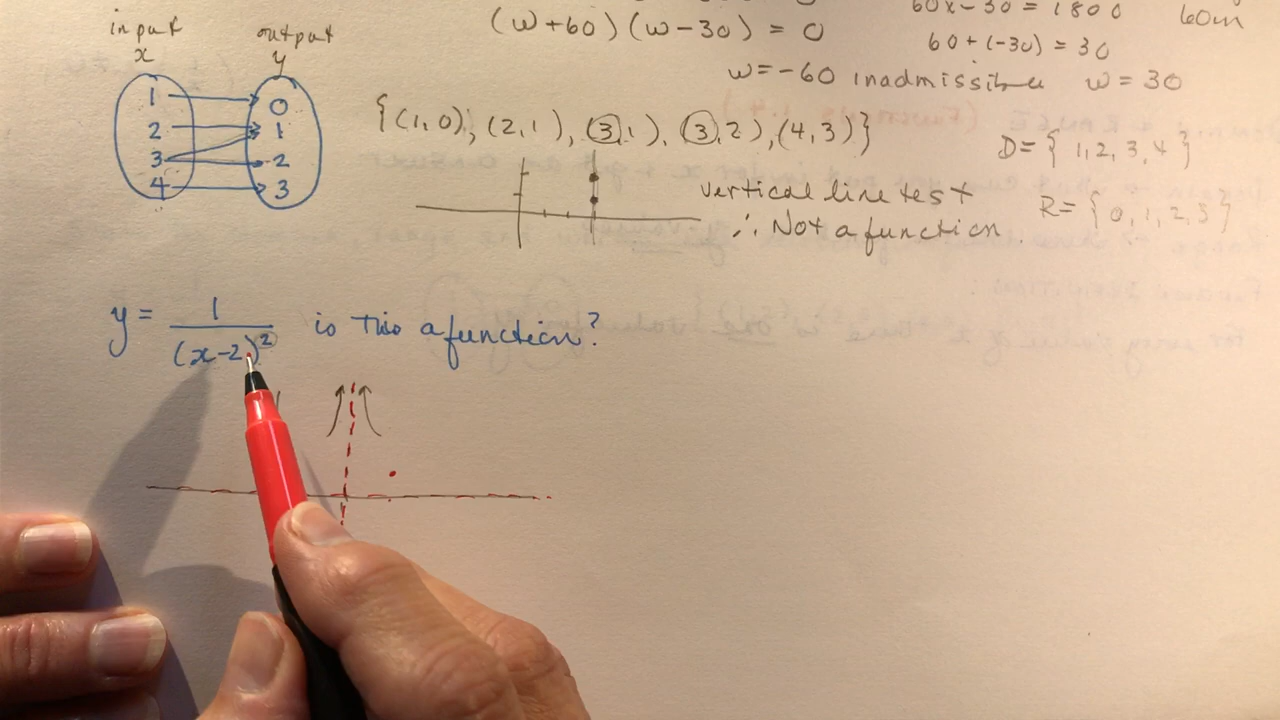 (w+60)(w-30) = 0
60x-30 = 1800
60m
60+(-30) = 30
w=-60 inadmissible w=30
input
x
output
y
1
2
3
4
0
1
2
3
{(1,0), (2,1), (3,1), (3,2), (4,3)}
D={1,2,3,4}
R={0,1,2,3}
vertical line test
∴ Not a function.
y = 1/(x-2)² is this a function?